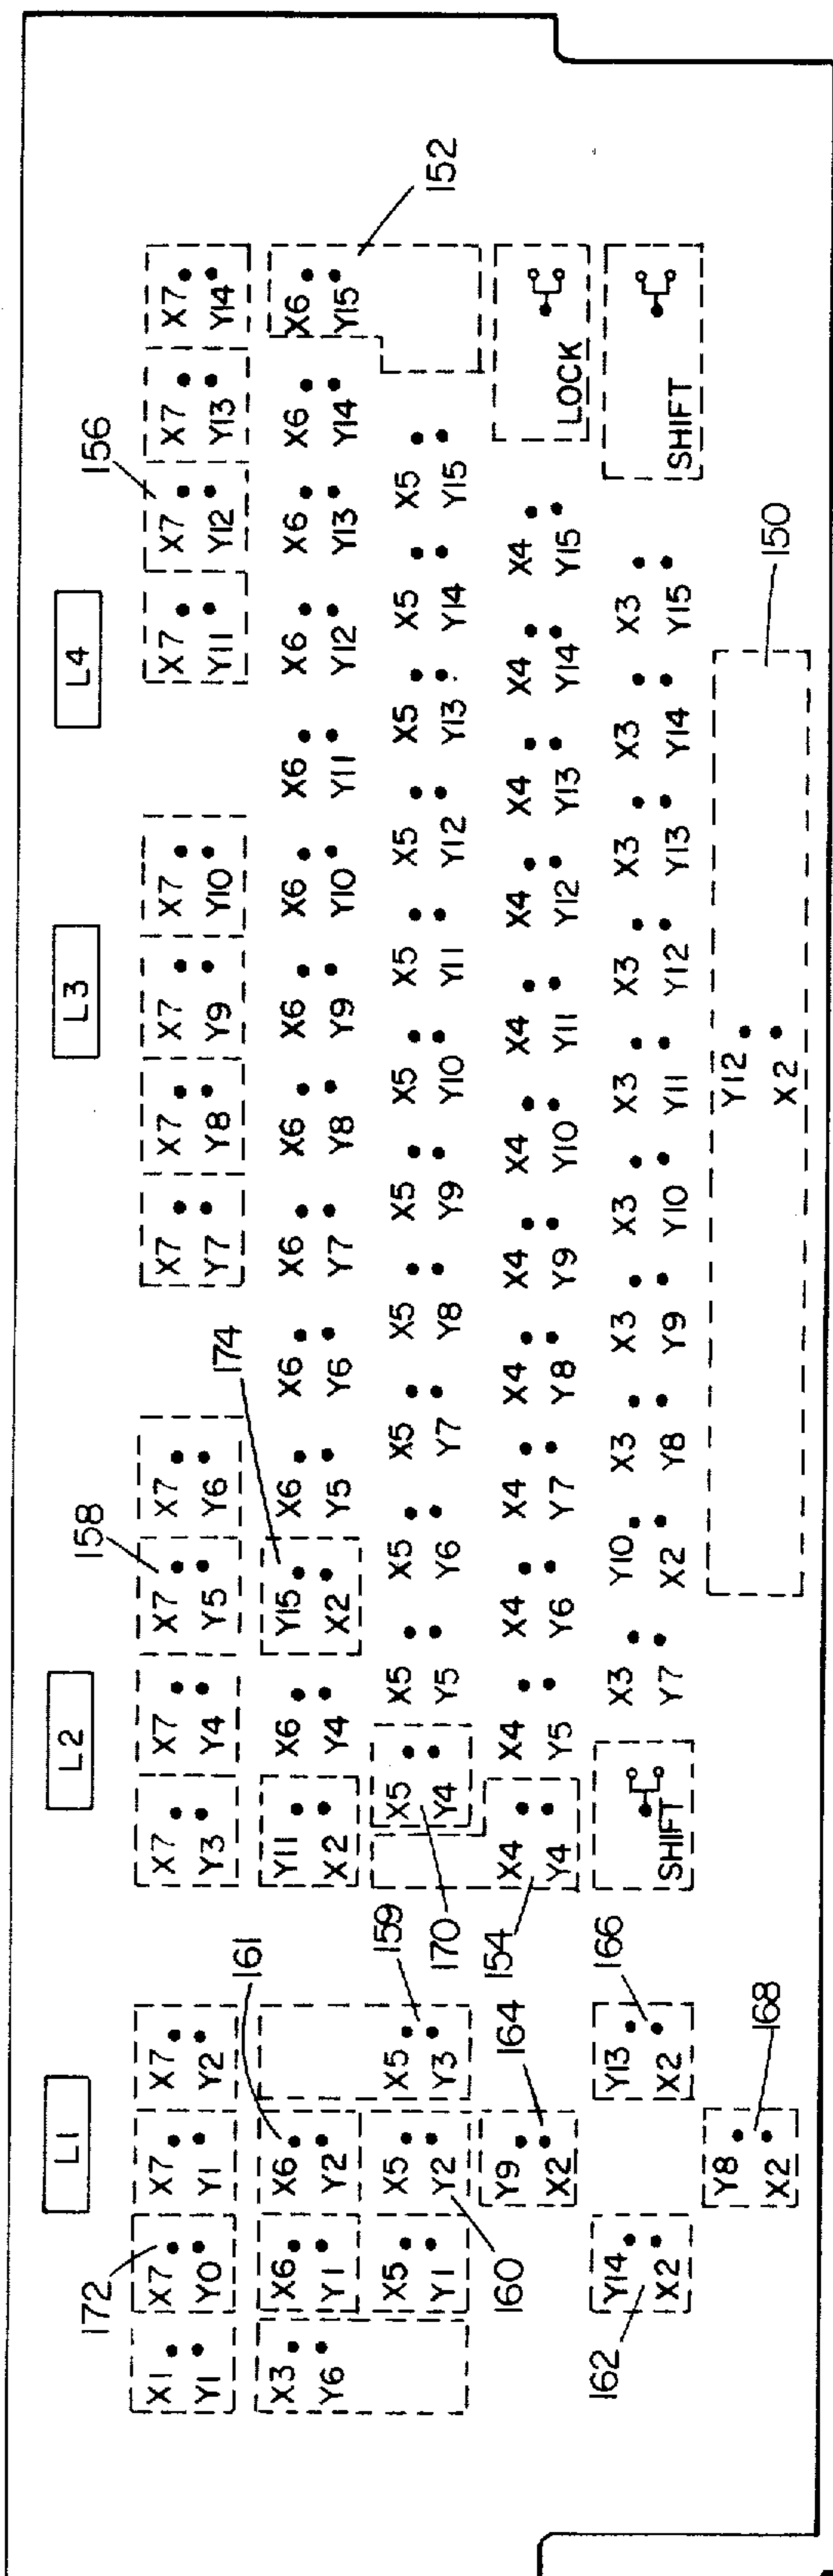 L1 L2 L3 L4
172 158 156
X1 X7 X7 X7 X7 X7 X7 X7 X7 X7 X7 X7 X7 X7 X7 X7
Y1 Y0 Y1 Y2 Y3 Y4 Y5 Y6 Y7 Y8 Y9 Y10 Y11 Y12 Y13 Y14
161 174
X3 X6 X6 Y11 X6 Y15 X6 X6 X6 X6 X6 X6 X6 X6 X6 X6 X6
Y6 Y1 Y2 X2 Y4 X2 Y5 Y6 Y7 Y8 Y9 Y10 Y11 Y12 Y13 Y14 Y15
159
X5 X5 X5 X5 X5 X5 X5 X5 X5 X5 X5 X5 X5 X5
Y1 Y2 Y3 Y4 Y5 Y6 Y7 Y8 Y9 Y10 Y11 Y12 Y13 Y14 Y15
170 152
160 164 154
Y9 X4 X4 X4 X4 X4 X4 X4 X4 X4 X4 X4 X4
X2 Y4 Y5 Y6 Y7 Y8 Y9 Y10 Y11 Y12 Y13 Y14 Y15 LOCK
162 166
Y14 Y13 X3 Y10 X3 X3 X3 X3 X3 X3 X3 X3
X2 X2 SHIFT Y7 X2 Y8 Y9 Y10 Y11 Y12 Y13 Y14 Y15 SHIFT
Y8 Y12
168 150
X2 X2